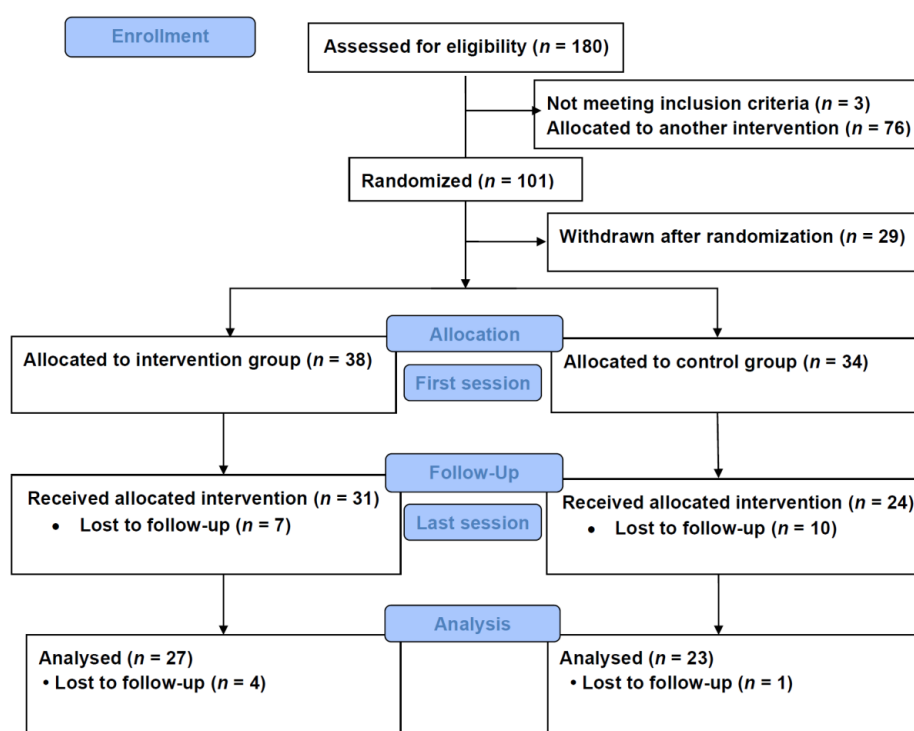 Enrollment
Assessed for eligibility (n = 180)
Not meeting inclusion criteria (n = 3)
Allocated to another intervention (n = 76)
Randomized (n = 101)
Withdrawn after randomization (n = 29)
Allocation
Allocated to intervention group (n = 38)
Allocated to control group (n = 34)
First session
Follow-Up
Received allocated intervention (n = 31)
• Lost to follow-up (n = 7)
Received allocated intervention (n = 24)
• Lost to follow-up (n = 10)
Last session
Analysis
Analysed (n = 27)
• Lost to follow-up (n = 4)
Analysed (n = 23)
• Lost to follow-up (n = 1)